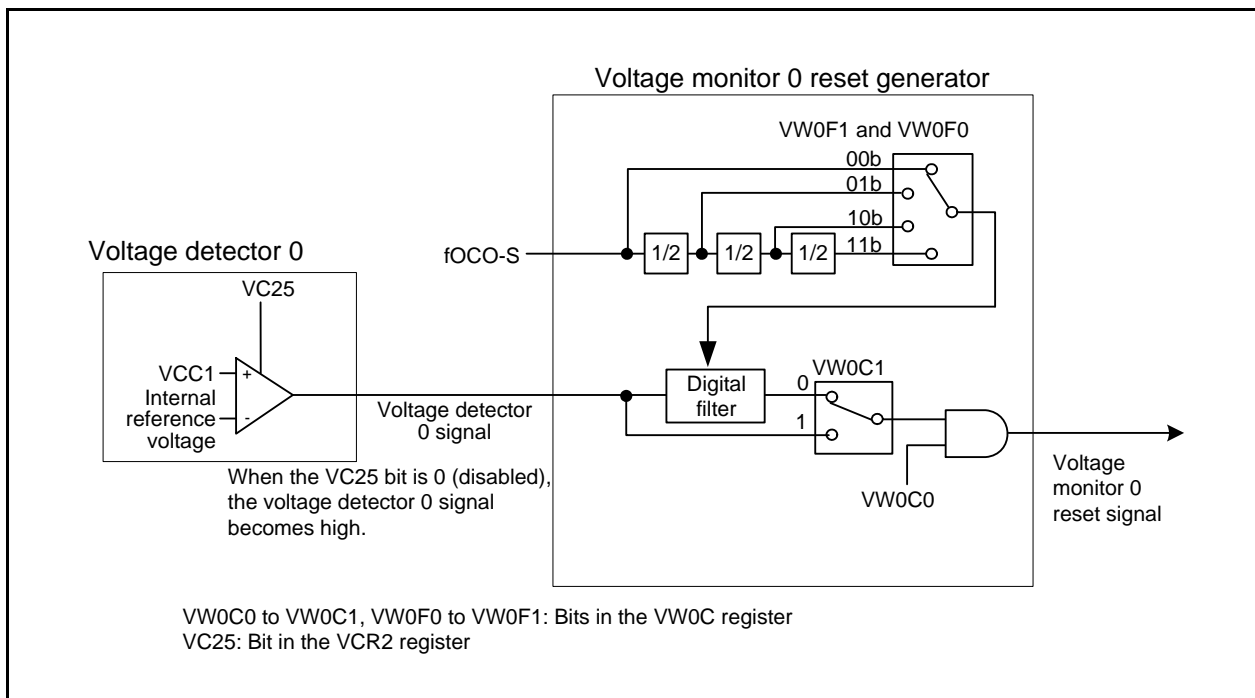 Voltage monitor 0 reset generator
VW0F1 and VW0F0
00b
01b
10b
11b
fOCO-S
1/2
1/2
1/2
Voltage detector 0
VC25
VCC1
+
Internal
reference
voltage
-
Voltage detector
0 signal
When the VC25 bit is 0 (disabled),
the voltage detector 0 signal
becomes high.
Digital
filter
VW0C1
0
1
VW0C0
Voltage
monitor 0
reset signal
VW0C0 to VW0C1, VW0F0 to VW0F1: Bits in the VW0C register
VC25: Bit in the VCR2 register